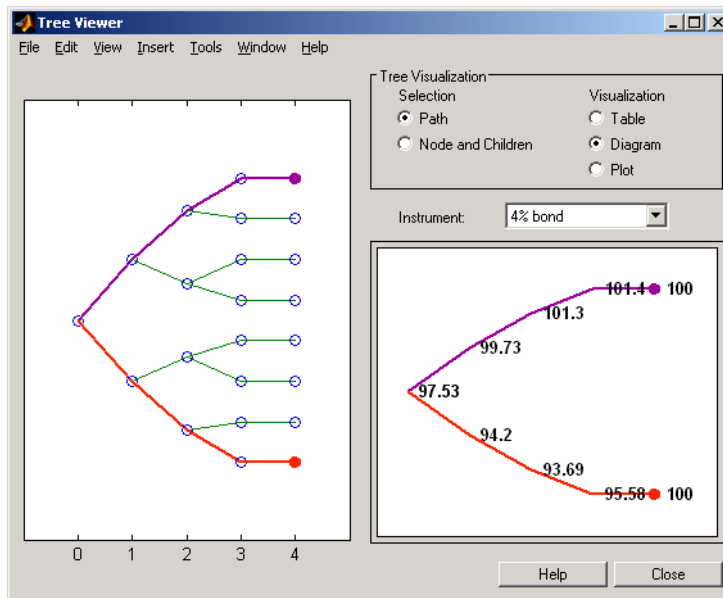 Tree Viewer
File Edit View Insert Tools Window Help
Tree Visualization
Selection
Visualization
Path
Table
Node and Children
Diagram
Plot
Instrument:
4% bond
101.4
100
101.3
99.73
97.53
94.2
93.69
95.58
100
0 1 2 3 4
Help
Close